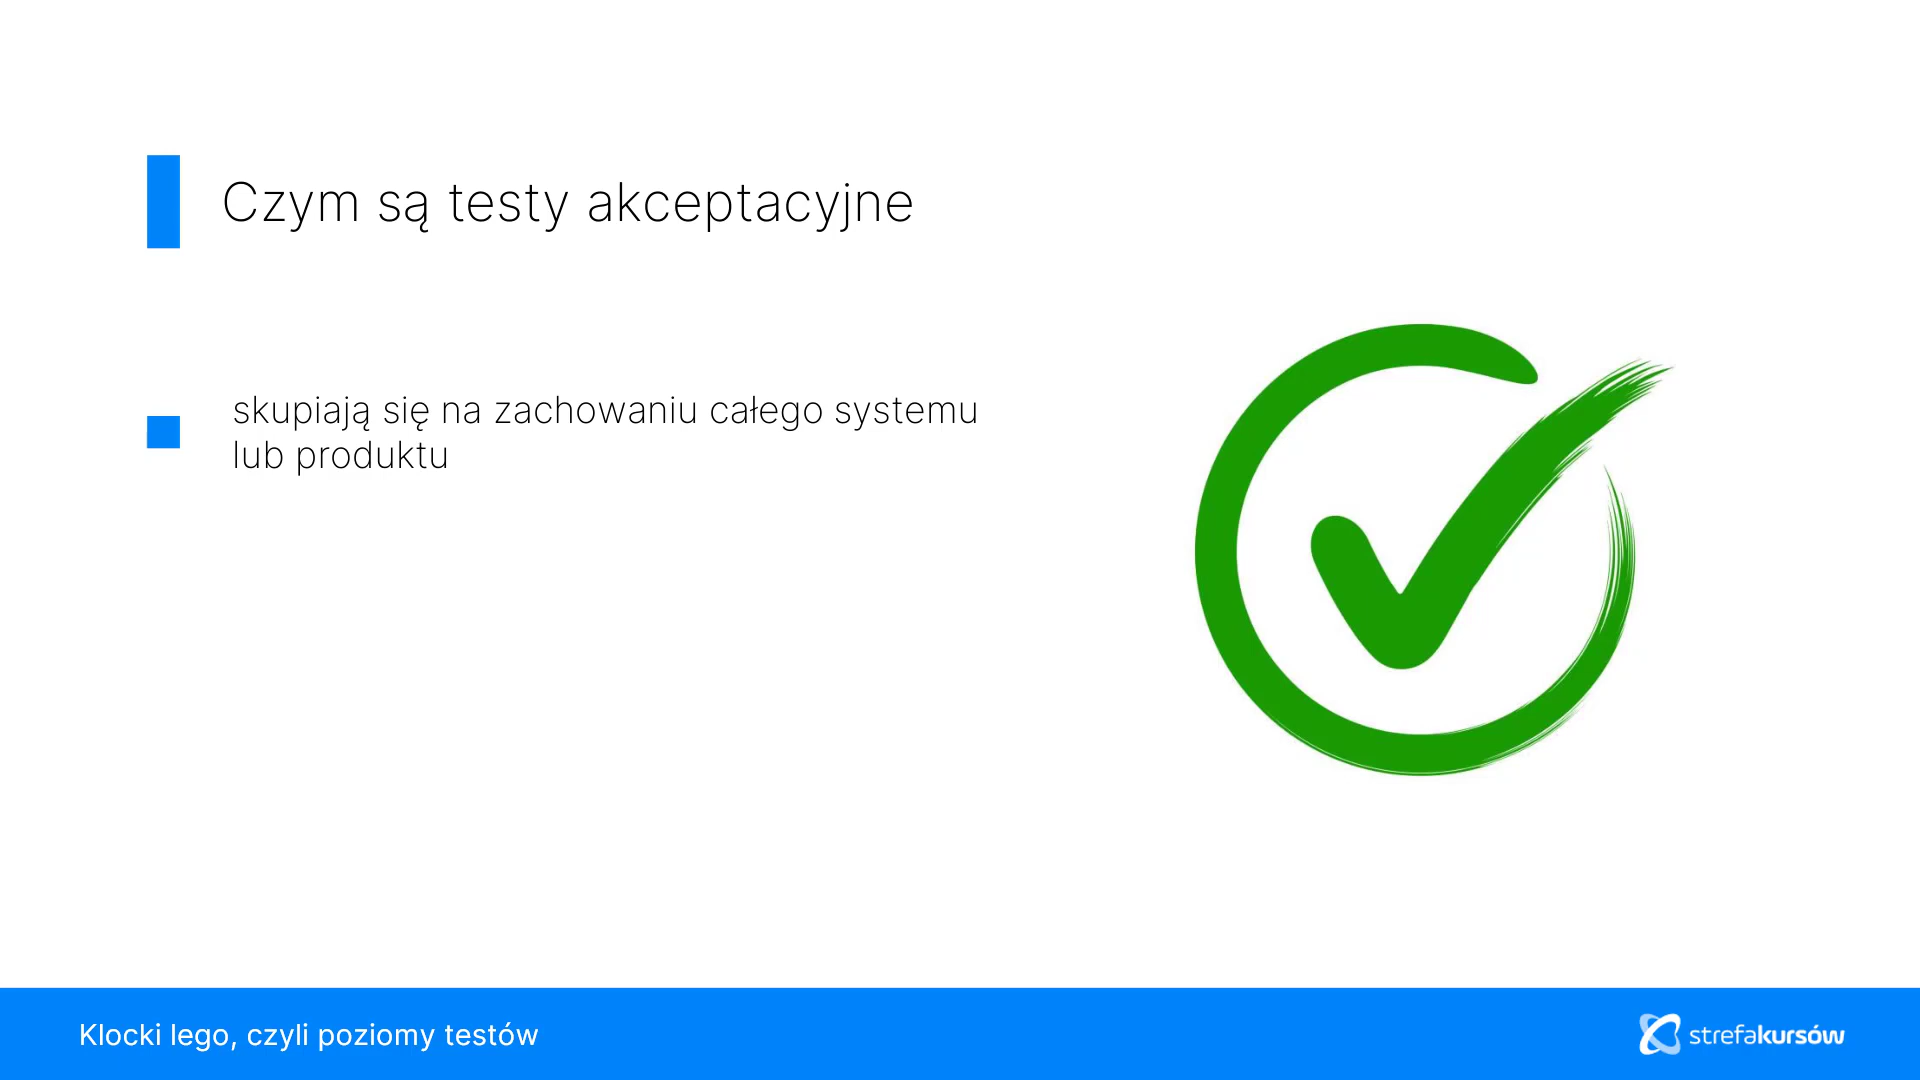 Czym są testy akceptacyjne
skupiają się na zachowaniu całego systemu
lub produktu
Klocki lego, czyli poziomy testów
strefakursów